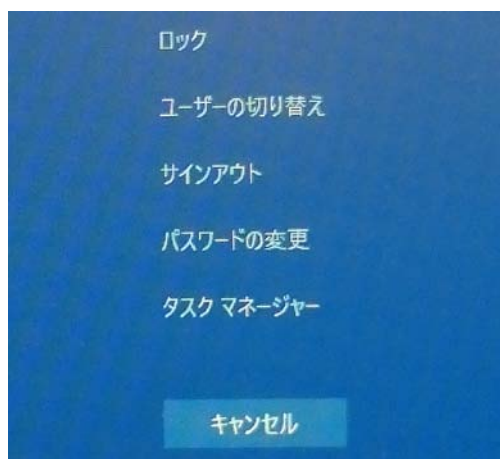 ロック
ユーザーの切り替え
サインアウト
パスワードの変更
タスク マネージャー
キャンセル